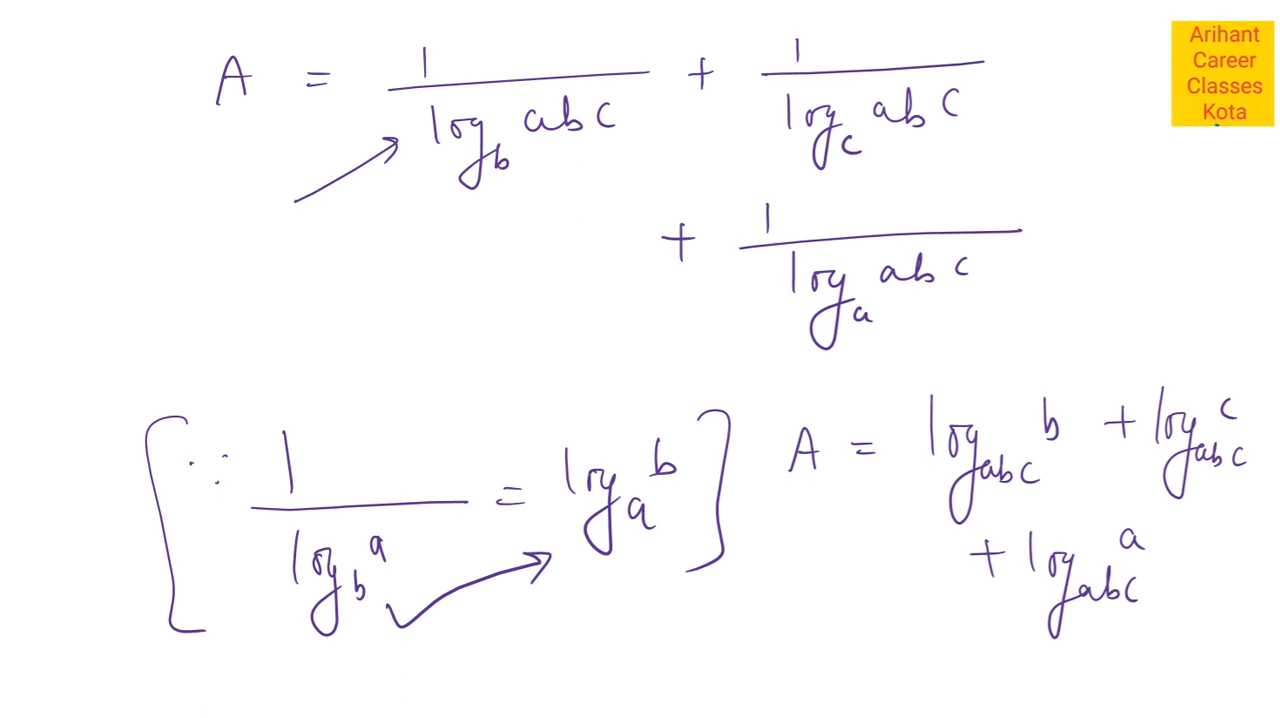 A = 1/(log_b abc) + 1/(log_c abc)
+ 1/(log_a abc)
[∵ 1/(log_b a) = log_a b] A = log_abc b + log_abc c
+ log_abc a
Arihant
Career
Classes
Kota